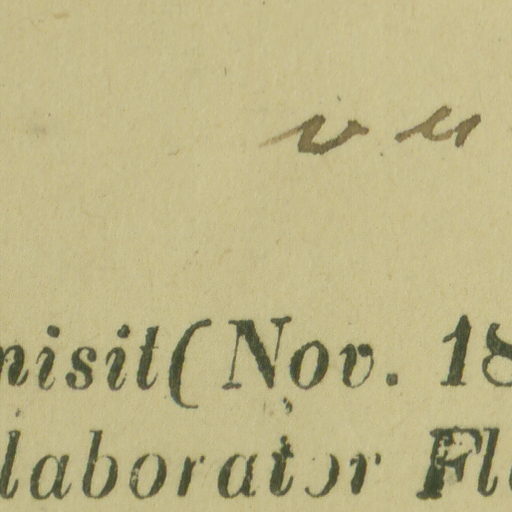 nisit (Nov. 18
laborator Fl